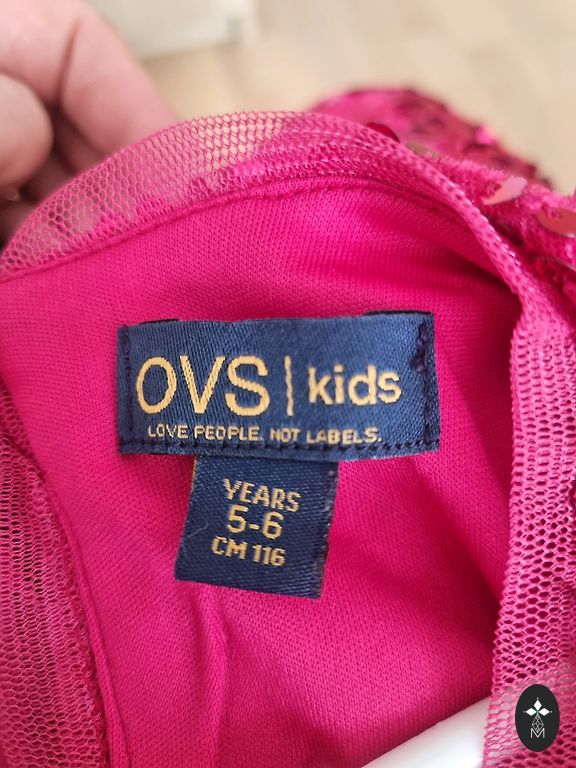 OVS | kids
LOVE PEOPLE, NOT LABELS.
YEARS
5-6
CM 116
M